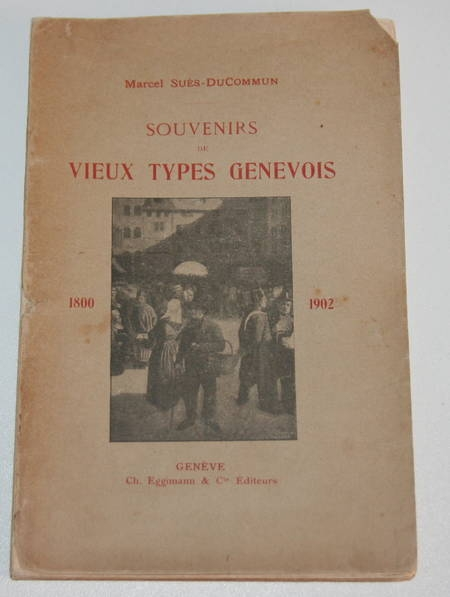 Marcel SUÈS-DUCOMMUN
SOUVENIRS
DE
VIEUX TYPES GENEVOIS
1800
1902
GENÈVE
Ch. Eggimann & Cie Éditeurs